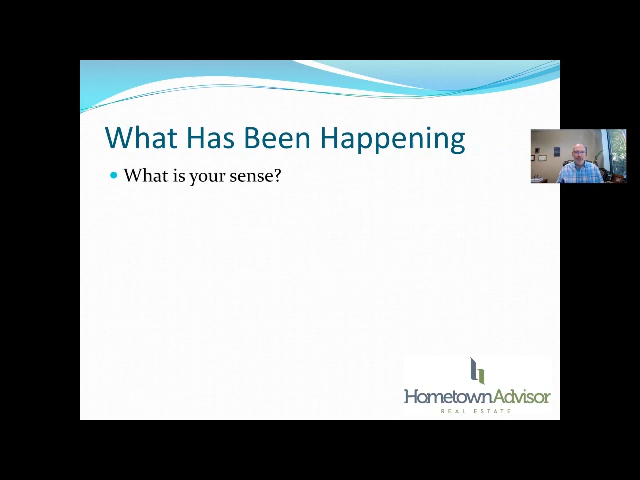 What Has Been Happening
What is your sense?
HometownAdvisor
REAL ESTATE